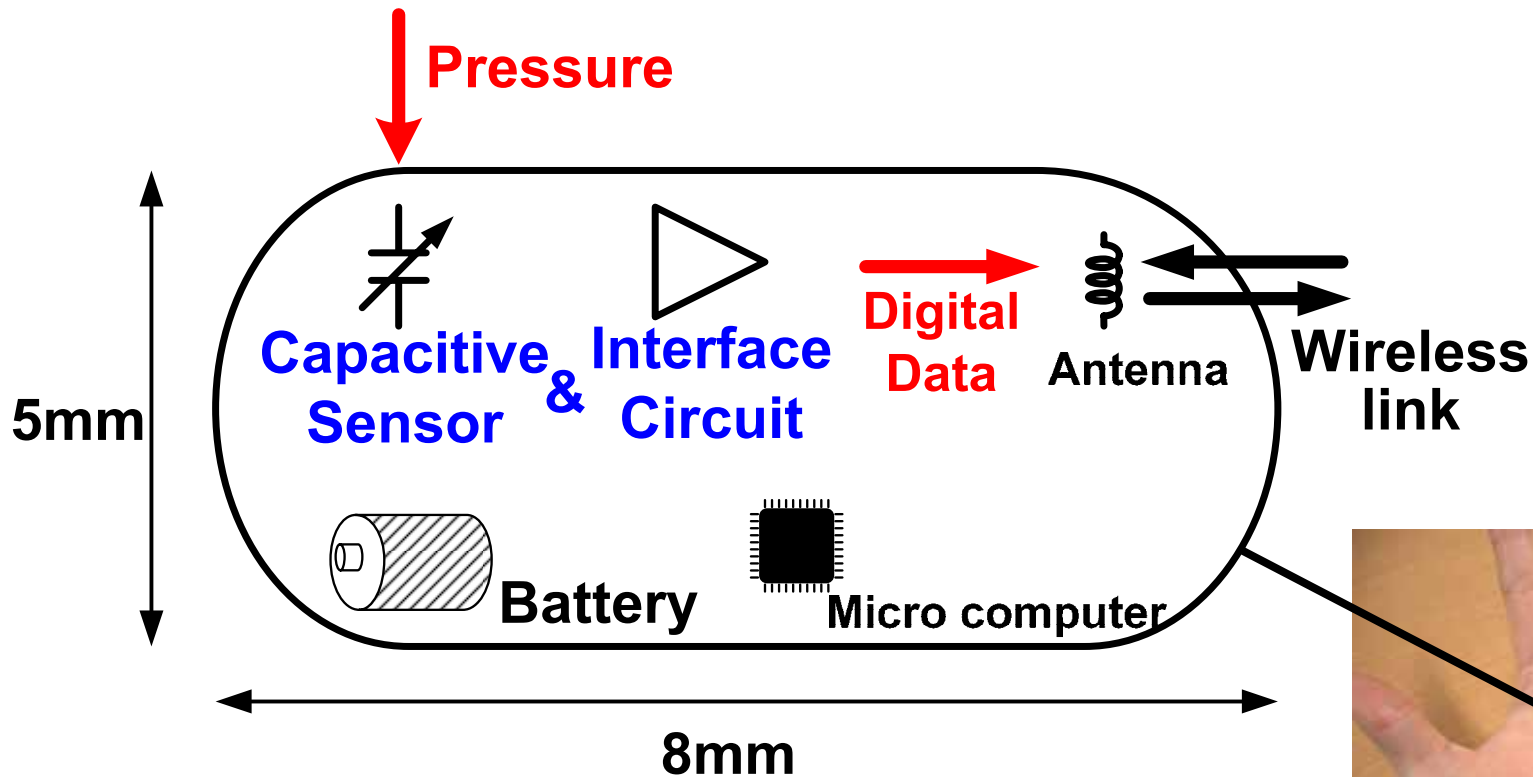 Pressure
Capacitive
Sensor
&
Interface
Circuit
Digital
Data
Antenna
Wireless
link
5mm
Battery
Micro computer
8mm